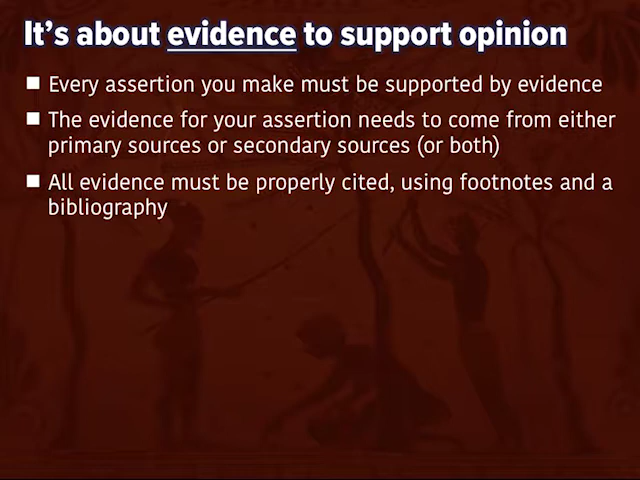 It’s about evidence to support opinion
■ Every assertion you make must be supported by evidence
■ The evidence for your assertion needs to come from either
primary sources or secondary sources (or both)
■ All evidence must be properly cited, using footnotes and a
bibliography